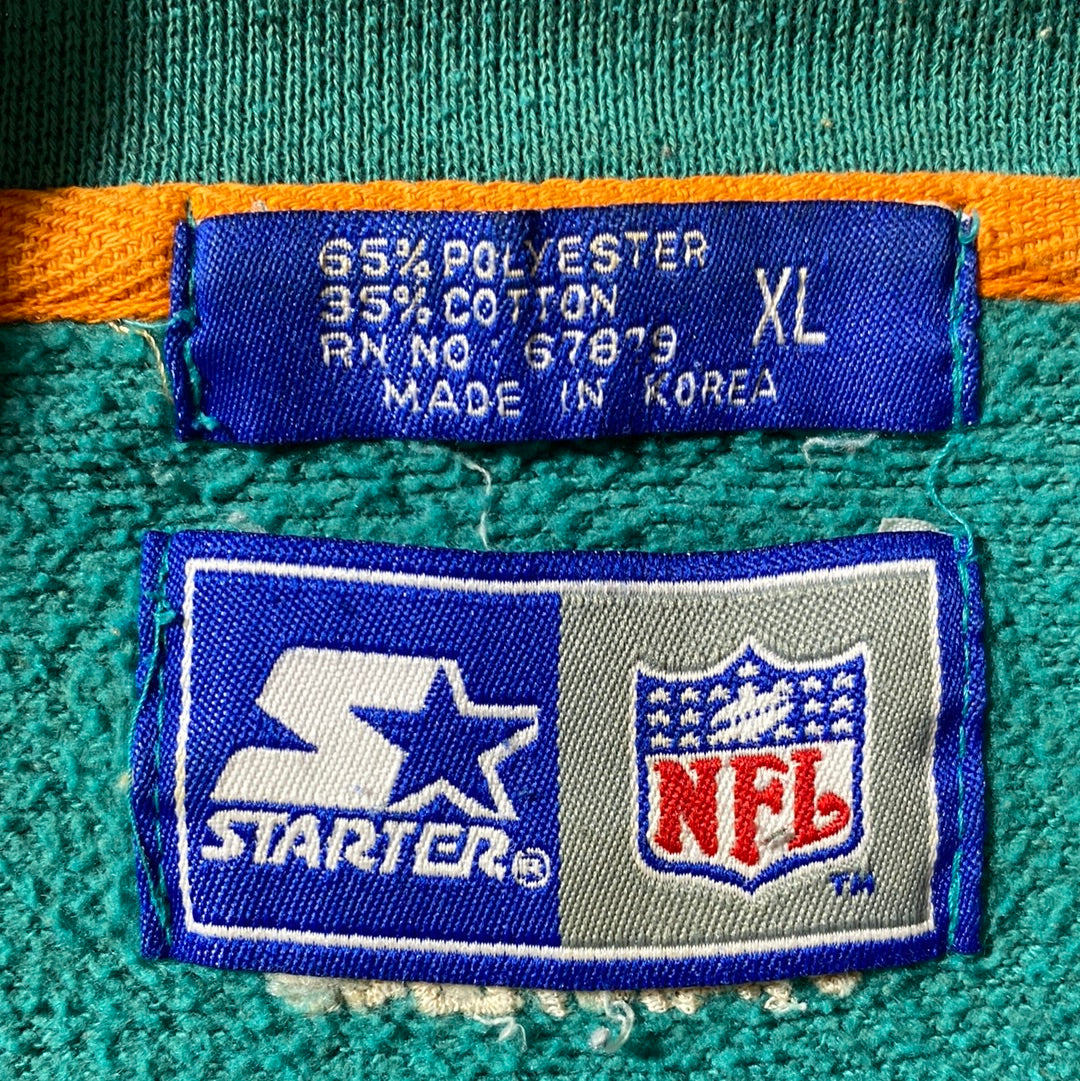 65% POLYESTER
35% COTTON
XL
RN NO : 67879
MADE IN KOREA
STARTER®
NFL
TM